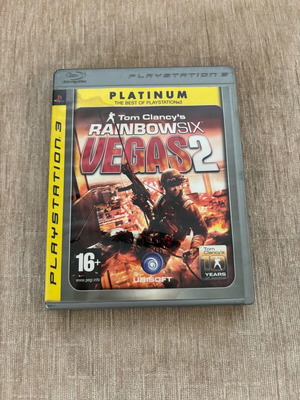 PLAYSTATION 3
PLATINUM
THE BEST OF PLAYSTATION®3
PLAYSTATION 3
Tom Clancy's
RAINBOWSIX
VEGAS 2
16+
www.pegi.info
UBISOFT
Tom Clancy's
YEARS